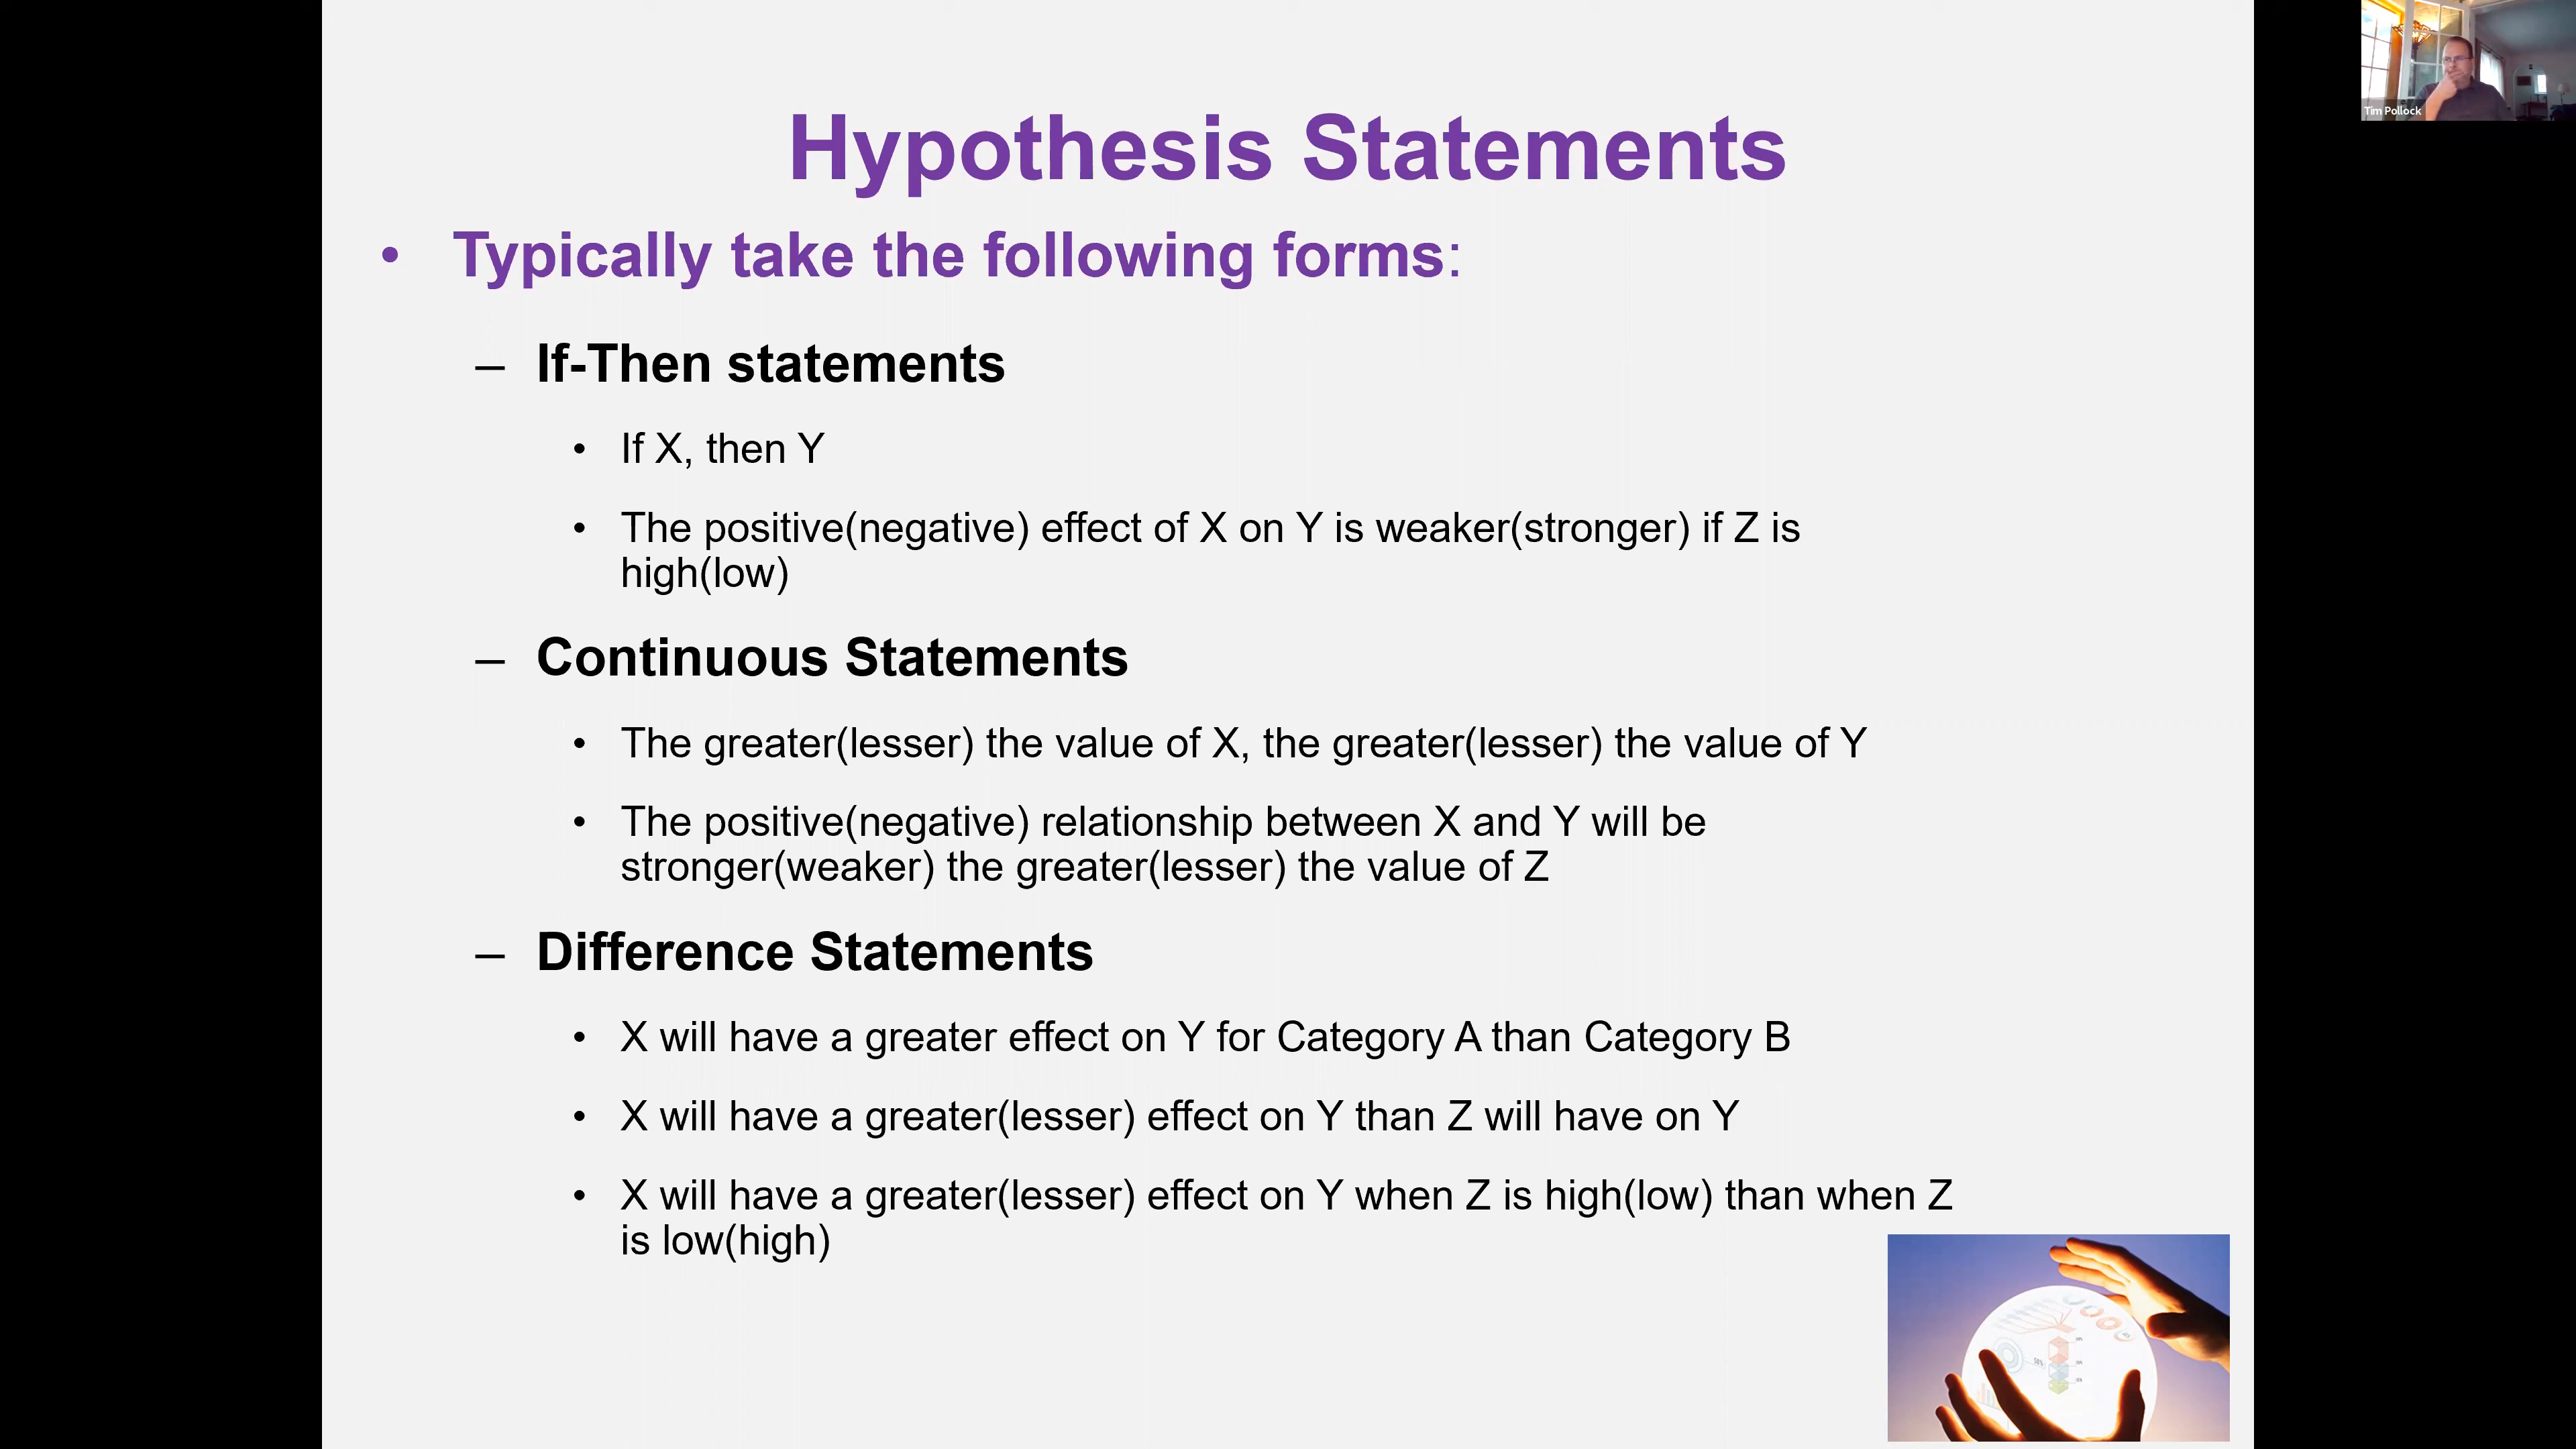 Hypothesis Statements
• Typically take the following forms:
– If-Then statements
• If X, then Y
• The positive(negative) effect of X on Y is weaker(stronger) if Z is
high(low)
– Continuous Statements
• The greater(lesser) the value of X, the greater(lesser) the value of Y
• The positive(negative) relationship between X and Y will be
stronger(weaker) the greater(lesser) the value of Z
– Difference Statements
• X will have a greater effect on Y for Category A than Category B
• X will have a greater(lesser) effect on Y than Z will have on Y
• X will have a greater(lesser) effect on Y when Z is high(low) than when Z
is low(high)
Tim Pollock